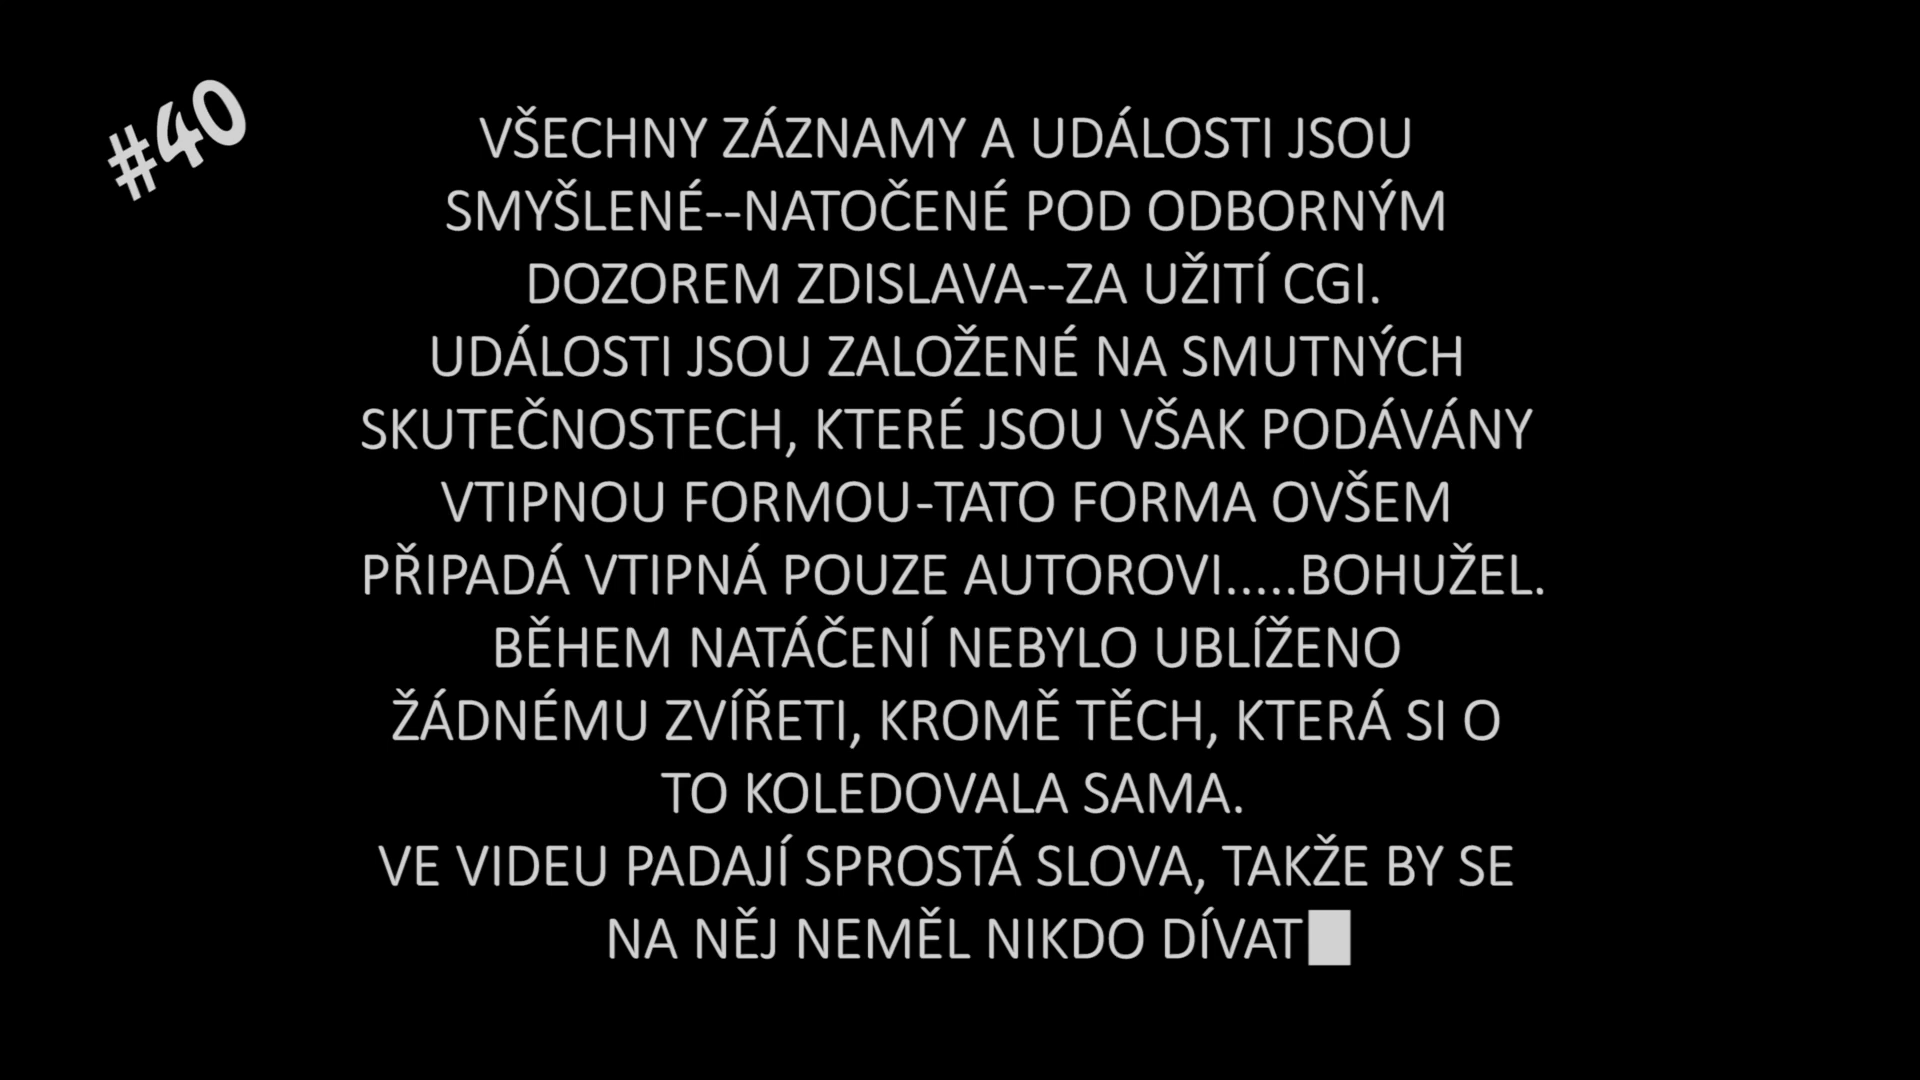 #40
VŠECHNY ZÁZNAMY A UDÁLOSTI JSOU
SMYŠLENÉ--NATOČENÉ POD ODBORNÝM
DOZOREM ZDISLAVA--ZA UŽITÍ CGI.
UDÁLOSTI JSOU ZALOŽENÉ NA SMUTNÝCH
SKUTEČNOSTECH, KTERÉ JSOU VŠAK PODÁVÁNY
VTIPNOU FORMOU-TATO FORMA OVŠEM
PŘIPADÁ VTIPNÁ POUZE AUTOROVI.....BOHUŽEL.
BĚHEM NATÁČENÍ NEBYLO UBLÍŽENO
ŽÁDNÉMU ZVÍŘETI, KROMĚ TĚCH, KTERÁ SI O
TO KOLEDOVALA SAMA.
VE VIDEU PADAJÍ SPROSTÁ SLOVA, TAKŽE BY SE
NA NĚJ NEMĚL NIKDO DÍVAT